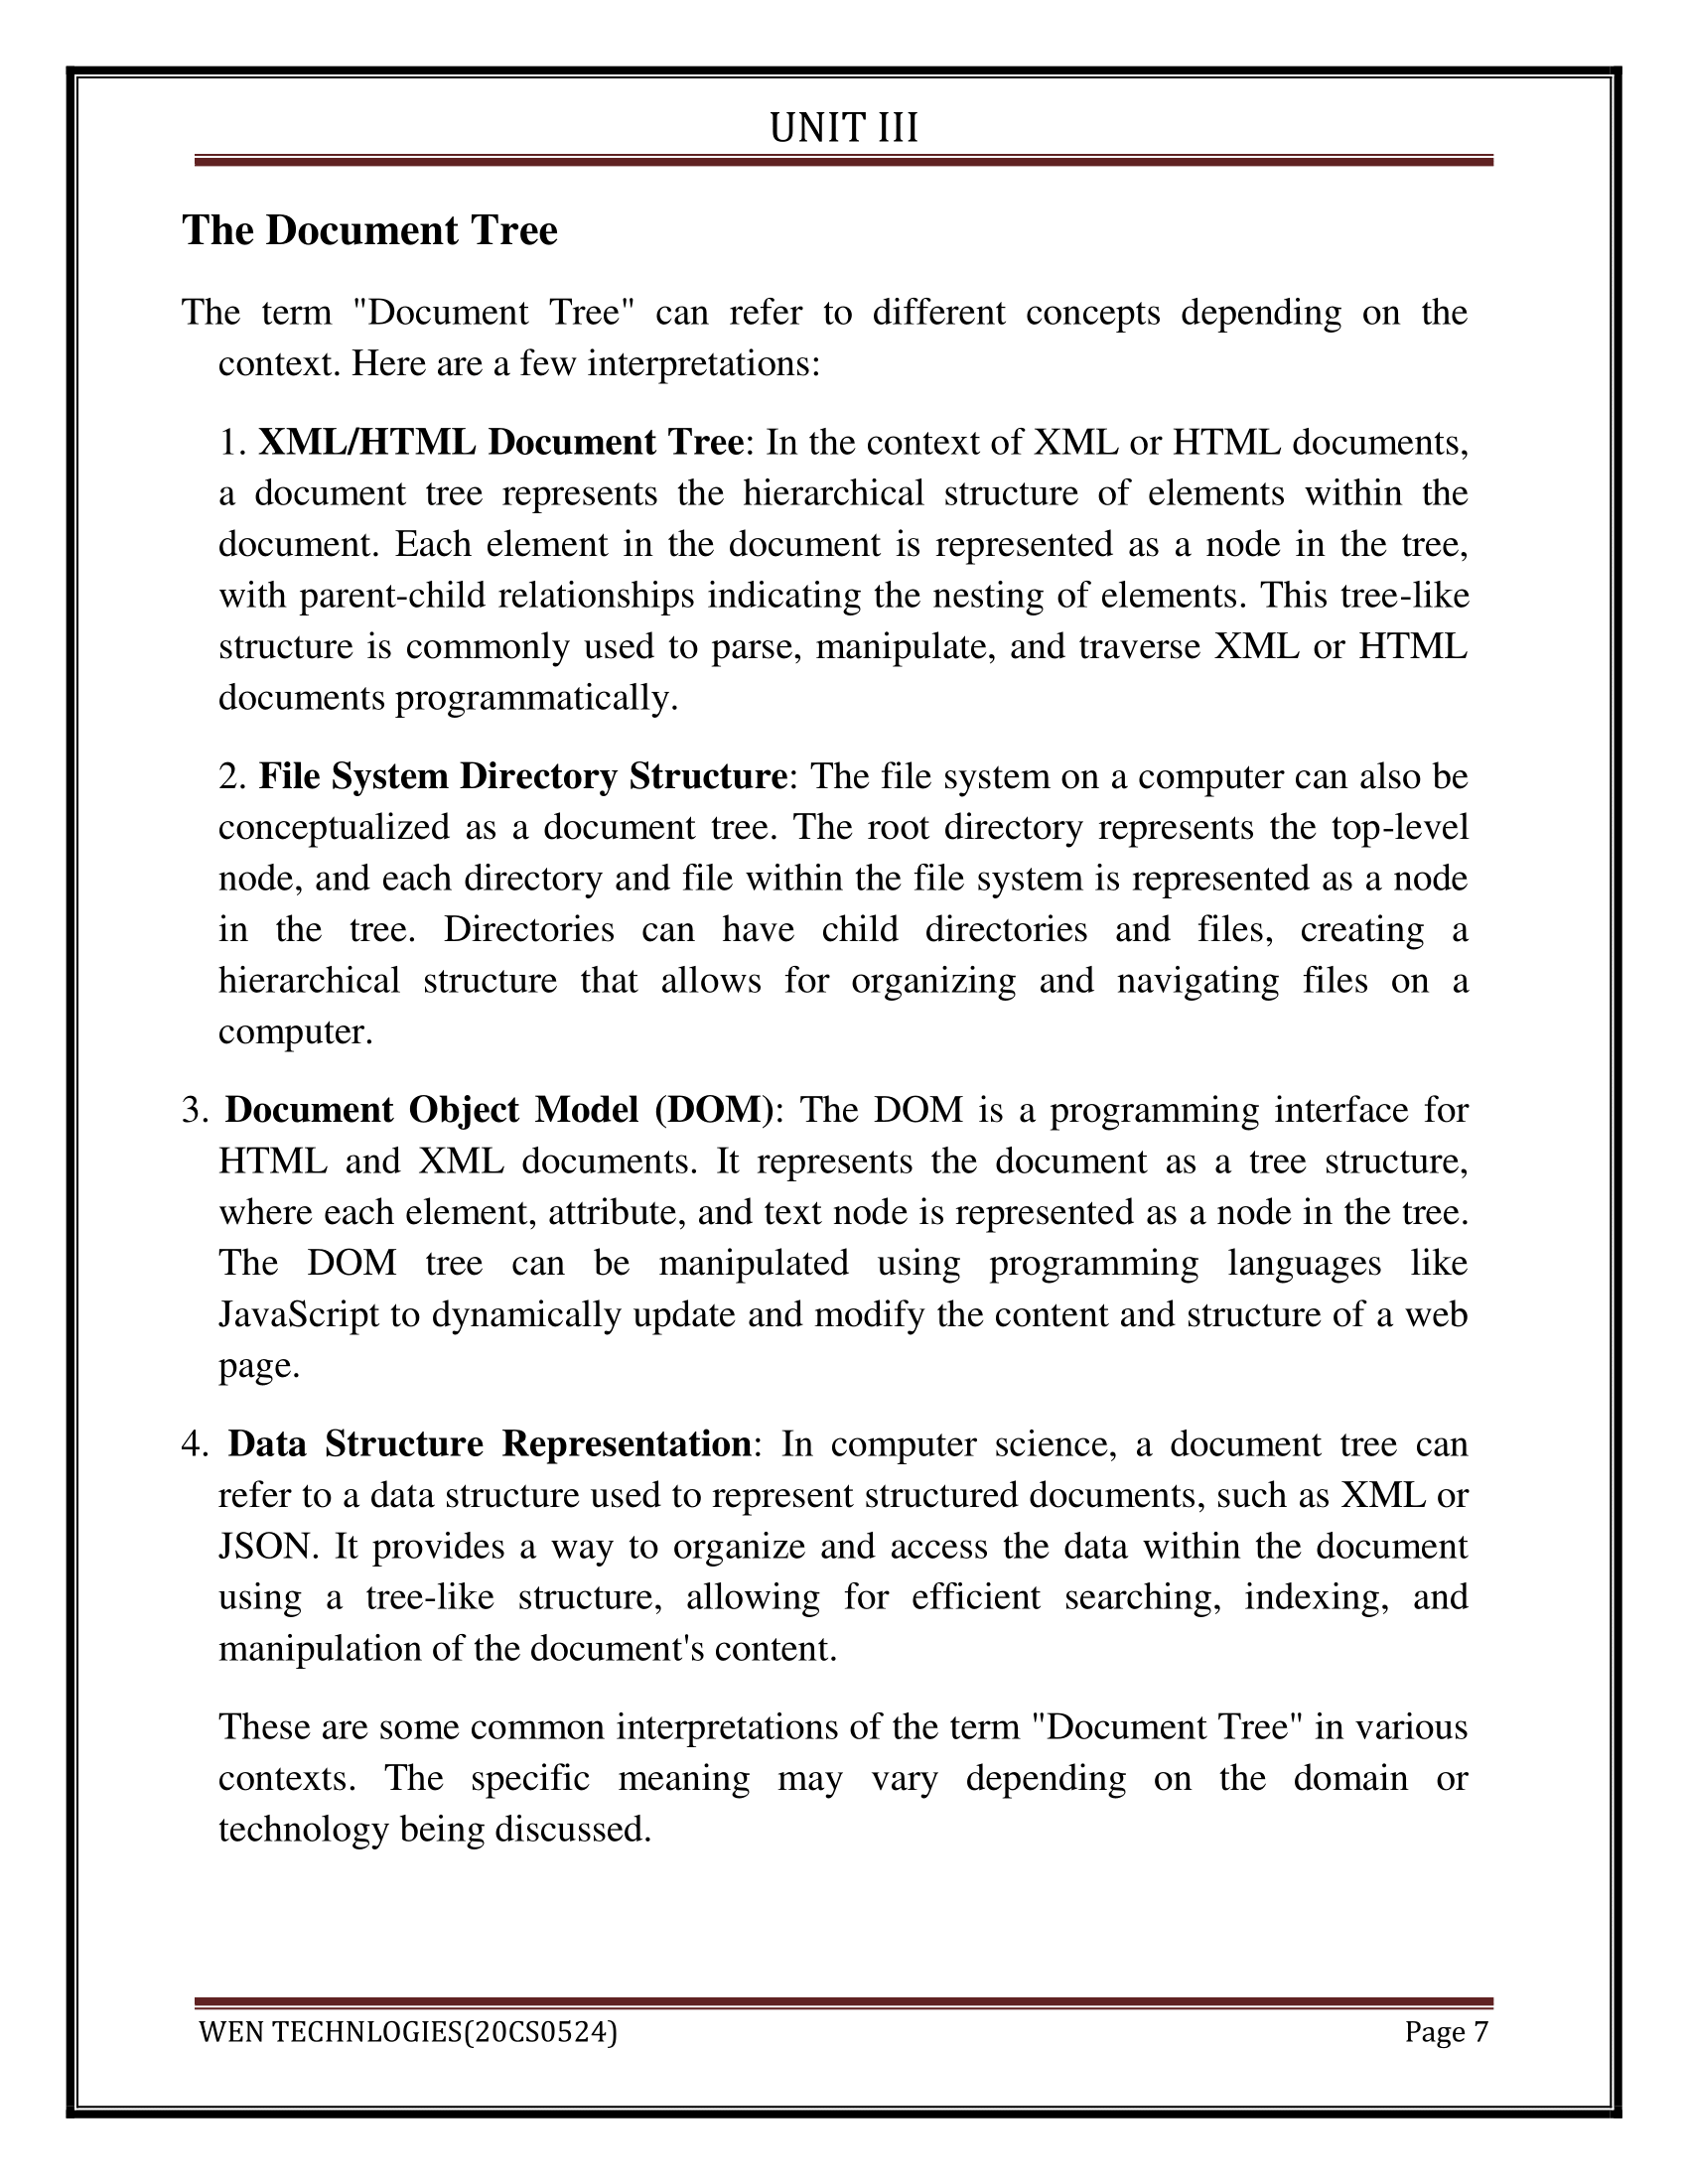 UNIT III
The Document Tree
The term "Document Tree" can refer to different concepts depending on the
context. Here are a few interpretations:
1. XML/HTML Document Tree: In the context of XML or HTML documents,
a document tree represents the hierarchical structure of elements within the
document. Each element in the document is represented as a node in the tree,
with parent-child relationships indicating the nesting of elements. This tree-like
structure is commonly used to parse, manipulate, and traverse XML or HTML
documents programmatically.
2. File System Directory Structure: The file system on a computer can also be
conceptualized as a document tree. The root directory represents the top-level
node, and each directory and file within the file system is represented as a node
in the tree. Directories can have child directories and files, creating a
hierarchical structure that allows for organizing and navigating files on a
computer.
3. Document Object Model (DOM): The DOM is a programming interface for
HTML and XML documents. It represents the document as a tree structure,
where each element, attribute, and text node is represented as a node in the tree.
The DOM tree can be manipulated using programming languages like
JavaScript to dynamically update and modify the content and structure of a web
page.
4. Data Structure Representation: In computer science, a document tree can
refer to a data structure used to represent structured documents, such as XML or
JSON. It provides a way to organize and access the data within the document
using a tree-like structure, allowing for efficient searching, indexing, and
manipulation of the document's content.
These are some common interpretations of the term "Document Tree" in various
contexts. The specific meaning may vary depending on the domain or
technology being discussed.
WEN TECHNLOGIES(20CS0524) Page 7